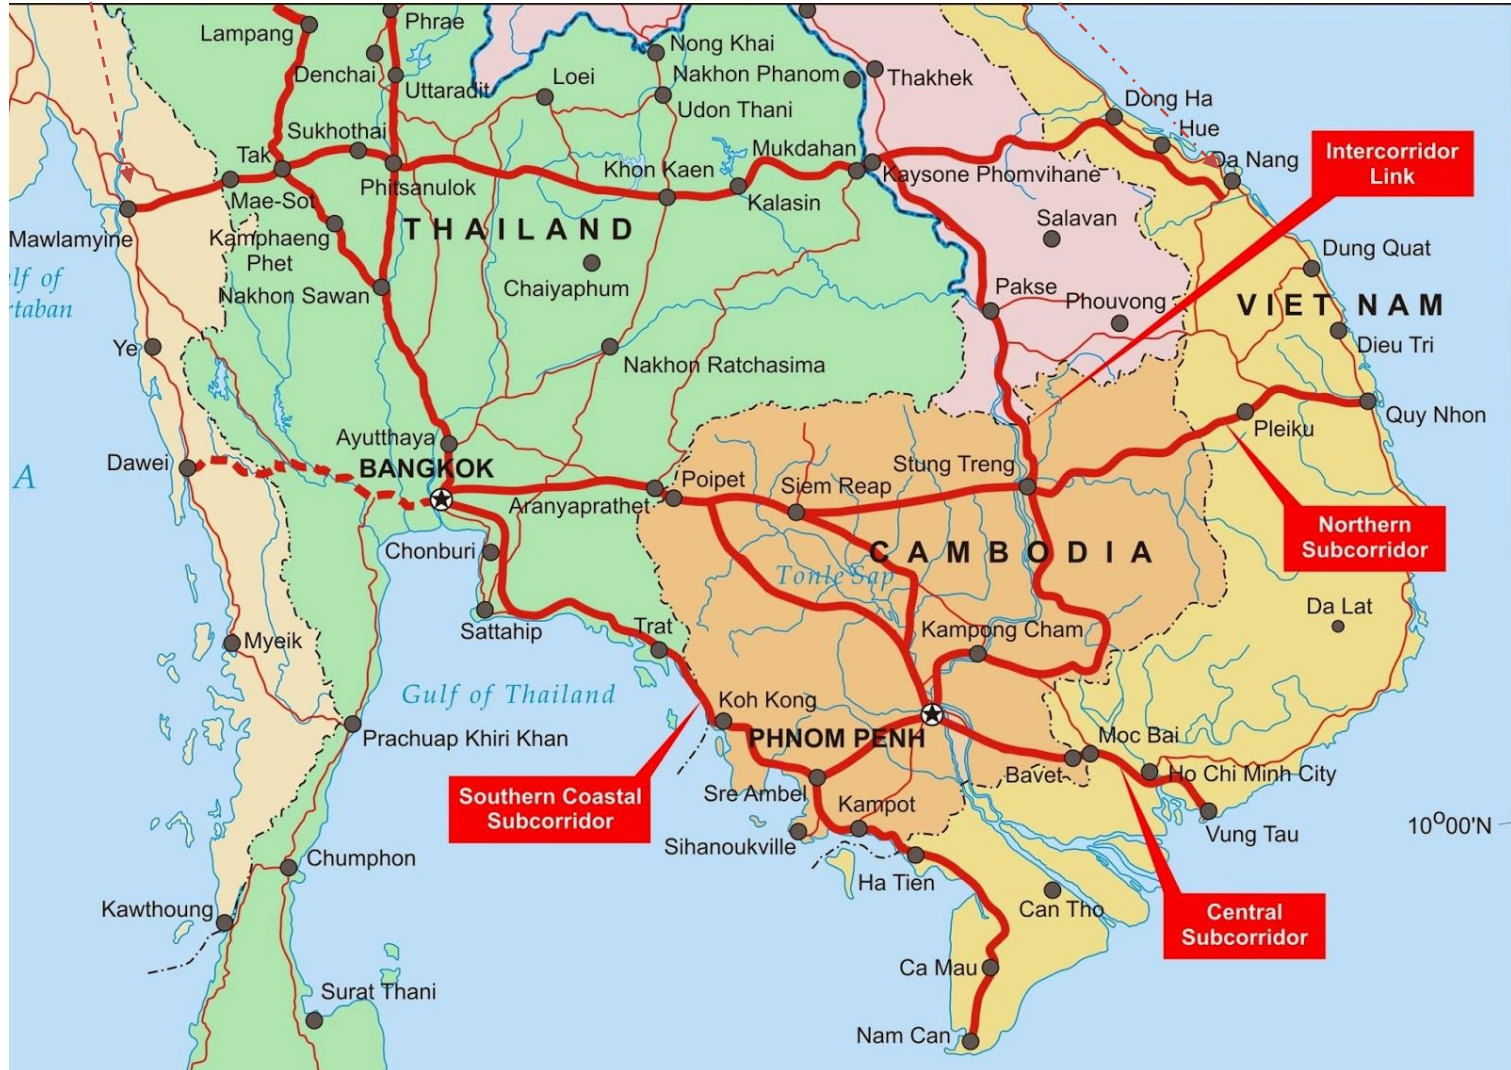 Lampang
Phrae
Denchai
Uttaradit
Loei
Nong Khai
Nakhon Phanom
Udon Thani
Thakhek
Dong Ha
Hue
Da Nang
Sukhothai
Tak
Phitsanulok
Khon Kaen
Mukdahan
Kaysone Phomvihane
Kalasin
Mae-Sot
Mawlamyine
Kamphaeng
Phet
THAILAND
Salavan
Intercorridor
Link
Dung Quat
ulf of
rtaban
Nakhon Sawan
Chaiyaphum
Pakse
Phouvong
VIET NAM
Ye
Nakhon Ratchasima
Dieu Tri
Quy Nhon
Pleiku
Ayutthaya
BANGKOK
Dawei
A
Aranyaprathet
Poipet
Siem Reap
Stung Treng
Northern
Subcorridor
Chonburi
CAMBODIA
Tonle Sap
Da Lat
Sattahip
Trat
Kampong Cham
Myeik
Gulf of Thailand
Koh Kong
PHNOM PENH
Prachuap Khiri Khan
Moc Bai
Bavet
Ho Chi Minh City
Southern Coastal
Subcorridor
Sre Ambel
Kampot
Sihanoukville
Vung Tau
10⁰00'N
Chumphon
Ha Tien
Can Tho
Kawthoung
Central
Subcorridor
Ca Mau
Surat Thani
Nam Can